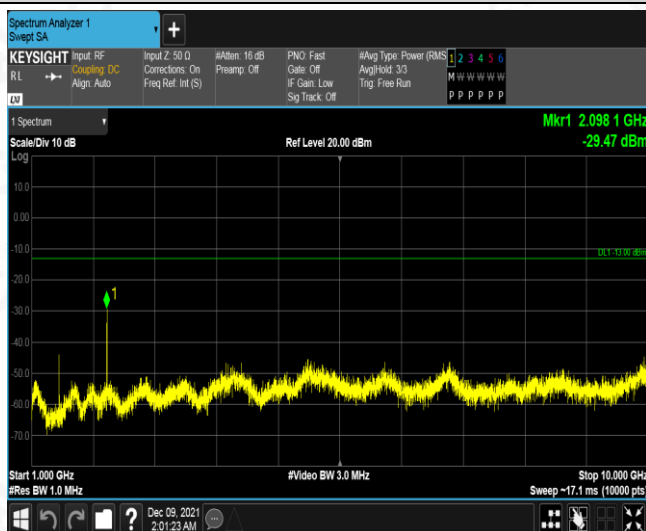 Spectrum Analyzer 1
Swept SA
+
KEYSIGHT
RL
Input: RF
Coupling: DC
Align: Auto
Input Z: 50 Ω
Corrections: On
Freq Ref: Int (S)
#Atten: 16 dB
Preamp: Off
PNO: Fast
Gate: Off
IF Gain: Low
Sig Track: Off
#Avg Type: Power (RMS
Avg|Hold: 3/3
Trig: Free Run
1 2 3 4 5 6
M W W W W W
P P P P P P
LXI
1 Spectrum
Mkr1 2.098 1 GHz
Scale/Div 10 dB
Ref Level 20.00 dBm
-29.47 dBm
Log
10.0
0.00
-10.0
DL1 -13.00 dBm
-20.0
1
-30.0
-40.0
-50.0
-60.0
-70.0
Start 1.000 GHz
#Video BW 3.0 MHz
Stop 10.000 GHz
#Res BW 1.0 MHz
Sweep ~17.1 ms (10000 pts)
?
Dec 09, 2021
2:01:23 AM